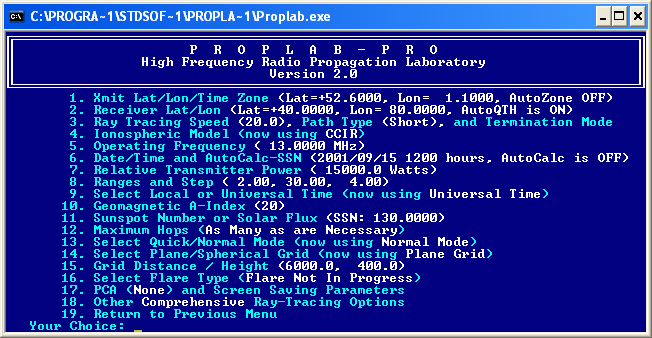 C:\PROGRA~1\STDSOF~1\PROPLA~1\Proplab.exe
P R O P L A B - P R O
High Frequency Radio Propagation Laboratory
Version 2.0
1. Xmit Lat/Lon/Time Zone (Lat=+52.6000, Lon= 1.1000, AutoZone OFF)
2. Receiver Lat/Lon (Lat=+40.0000, Lon= 80.0000, AutoQTH is ON)
3. Ray Tracing Speed (20.0), Path Type (Short), and Termination Mode
4. Ionospheric Model (now using CCIR)
5. Operating Frequency ( 13.0000 MHz)
6. Date/Time and AutoCalc-SSN (2001/09/15 1200 hours, AutoCalc is OFF)
7. Relative Transmitter Power ( 15000.0 Watts)
8. Ranges and Step ( 2.00, 30.00, 4.00)
9. Select Local or Universal Time (now using Universal Time)
10. Geomagnetic A-Index (20)
11. Sunspot Number or Solar Flux (SSN: 130.0000)
12. Maximum Hops (As Many as are Necessary)
13. Select Quick/Normal Mode (now using Normal Mode)
14. Select Plane/Spherical Grid (now using Plane Grid)
15. Grid Distance / Height (6000.0, 400.0)
16. Select Flare Type (Flare Not In Progress)
17. PCA (None) and Screen Saving Parameters
18. Other Comprehensive Ray-Tracing Options
19. Return to Previous Menu
Your Choice: _